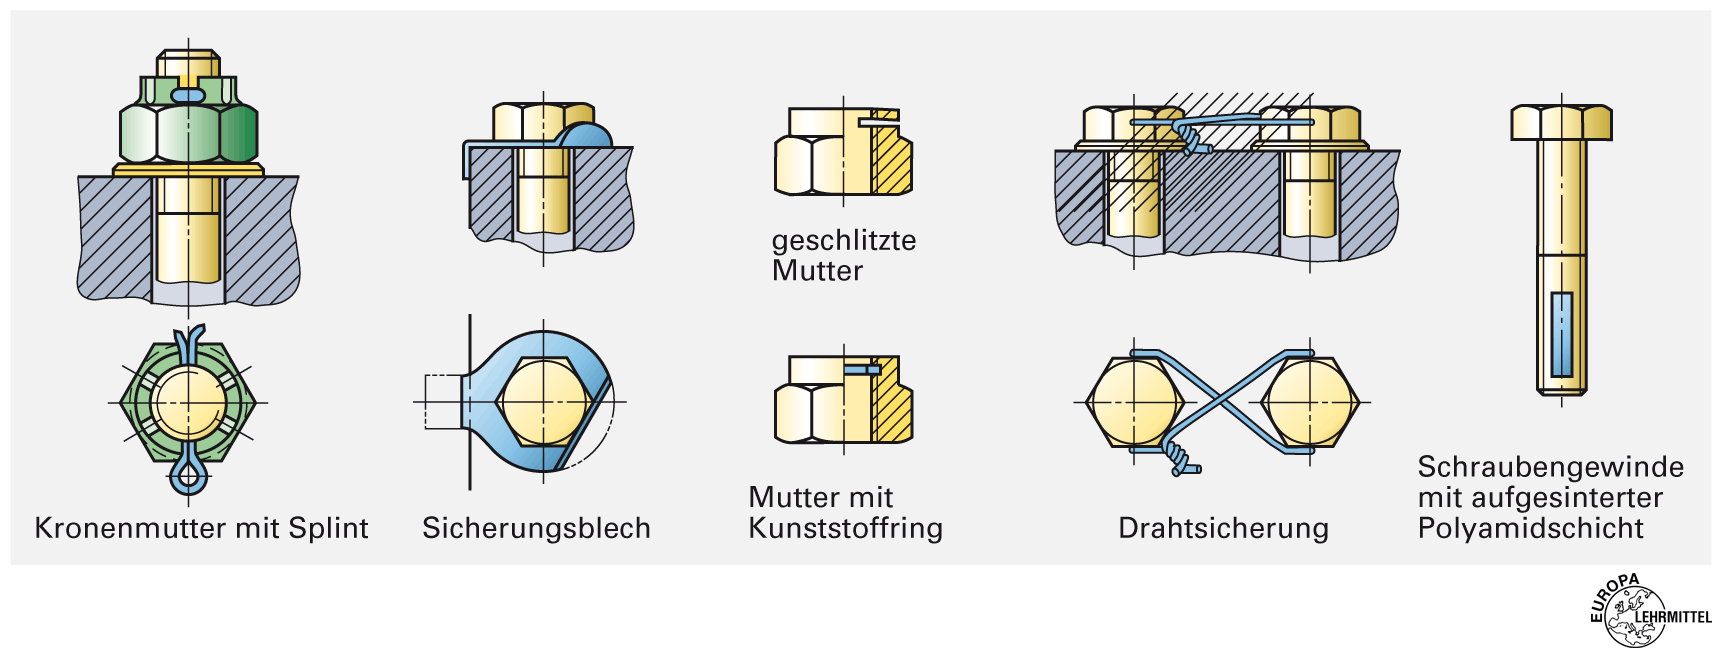 geschlitzte
Mutter
Kronenmutter mit Splint
Sicherungsblech
Mutter mit
Kunststoffring
Drahtsicherung
Schraubengewinde
mit aufgesinterter
Polyamidschicht
EUROPA
LEHRMITTEL